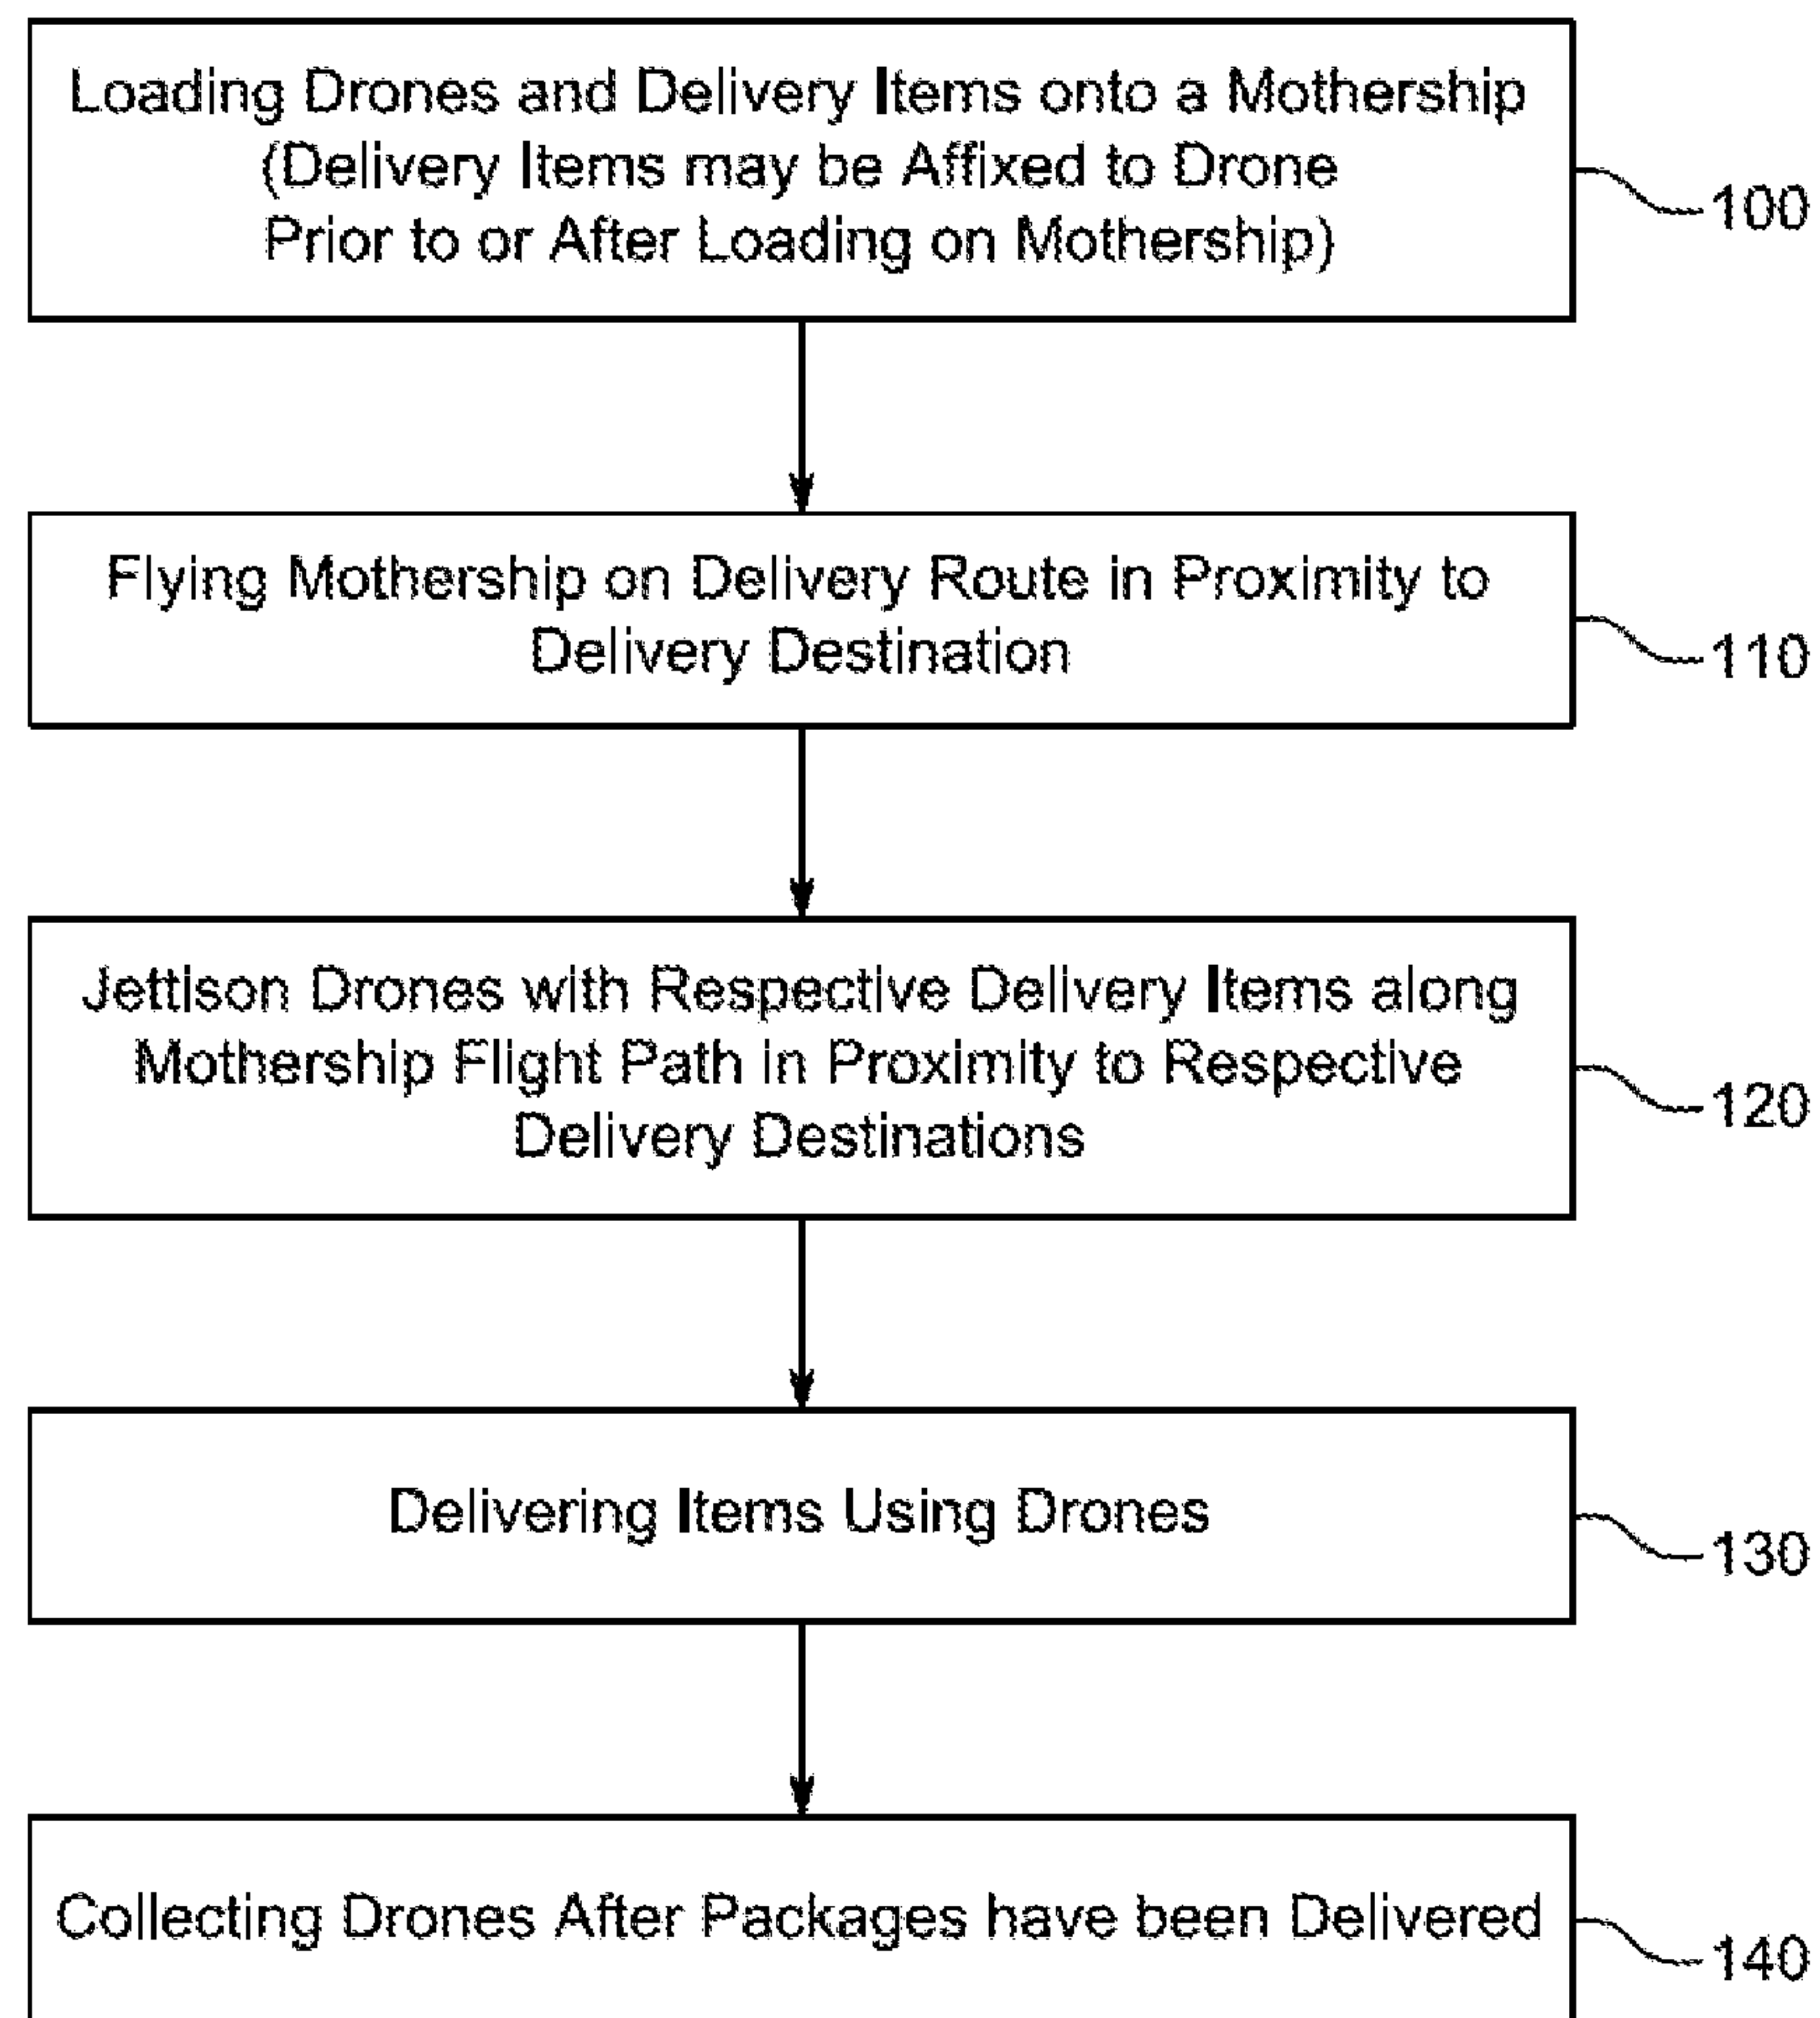 Loading Drones and Delivery Items onto a Mothership
(Delivery Items may be Affixed to Drone
Prior to or After Loading on Mothership)
100
Flying Mothership on Delivery Route in Proximity to
Delivery Destination
110
Jettison Drones with Respective Delivery Items along
Mothership Flight Path in Proximity to Respective
Delivery Destinations
120
Delivering Items Using Drones
130
Collecting Drones After Packages have been Delivered
140